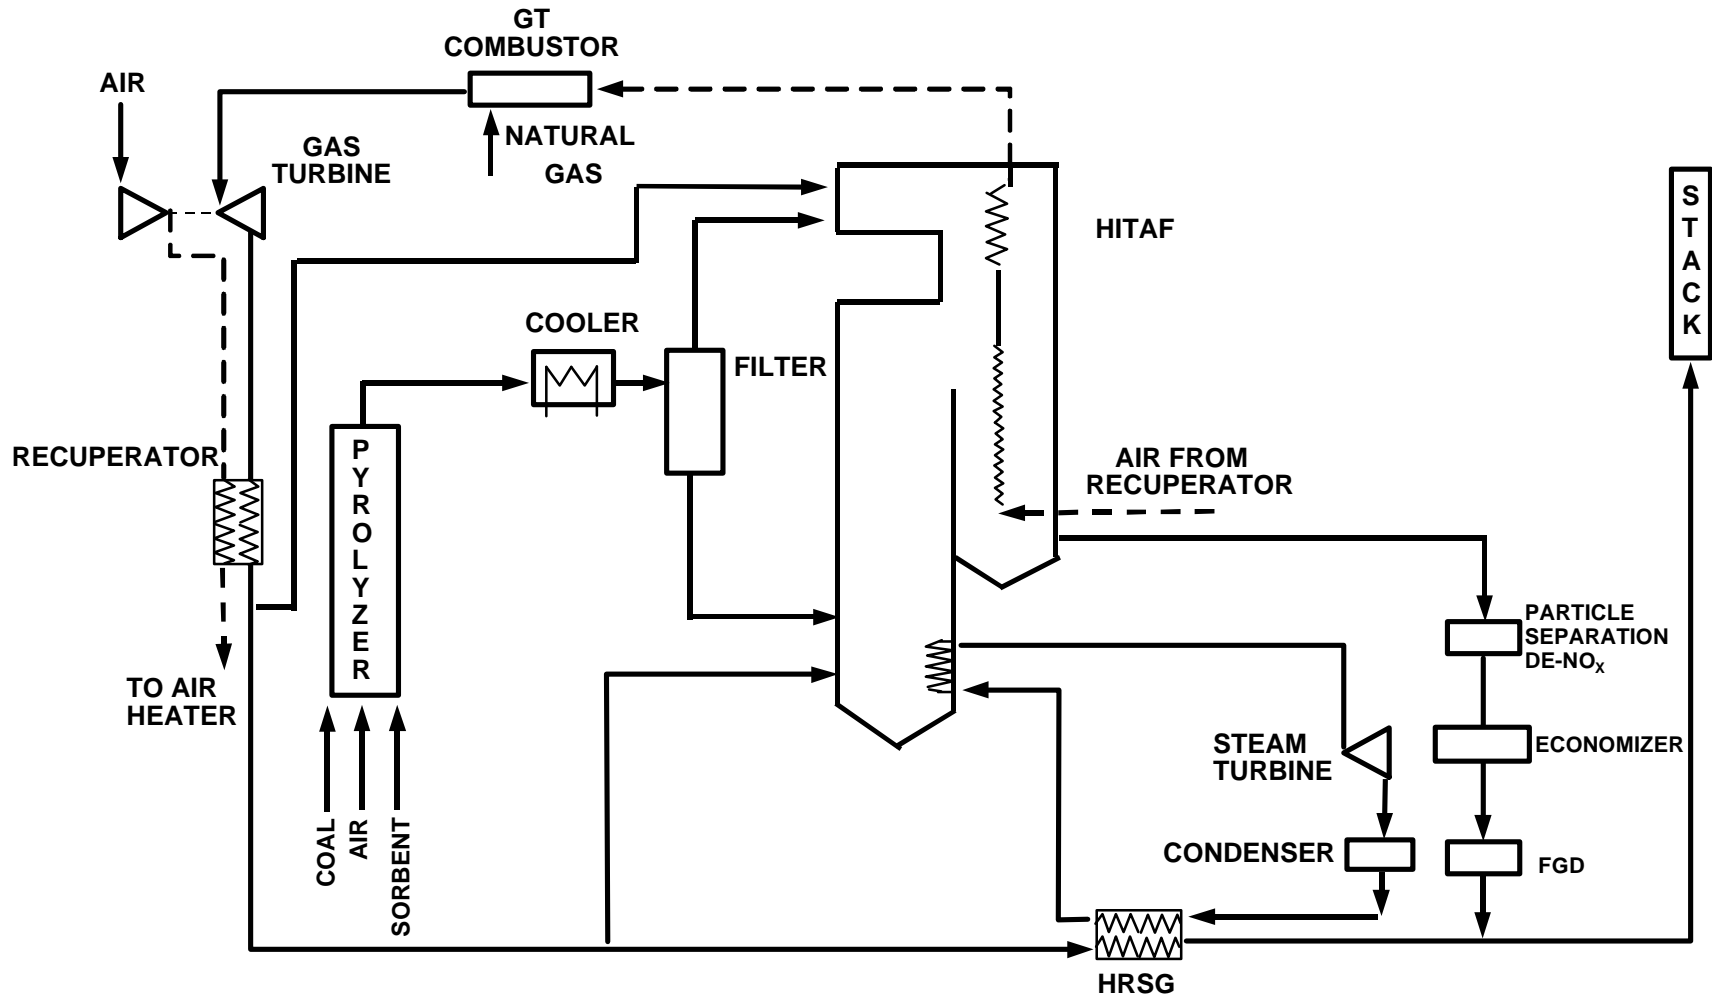 GT
COMBUSTOR
AIR
NATURAL
GAS
GAS
TURBINE
HITAF
STACK
COOLER
FILTER
RECUPERATOR
PYROLYZER
AIR FROM
RECUPERATOR
TO AIR
HEATER
PARTICLE
SEPARATION
DE-NOX
STEAM
TURBINE
ECONOMIZER
COAL
AIR
SORBENT
CONDENSER
FGD
HRSG